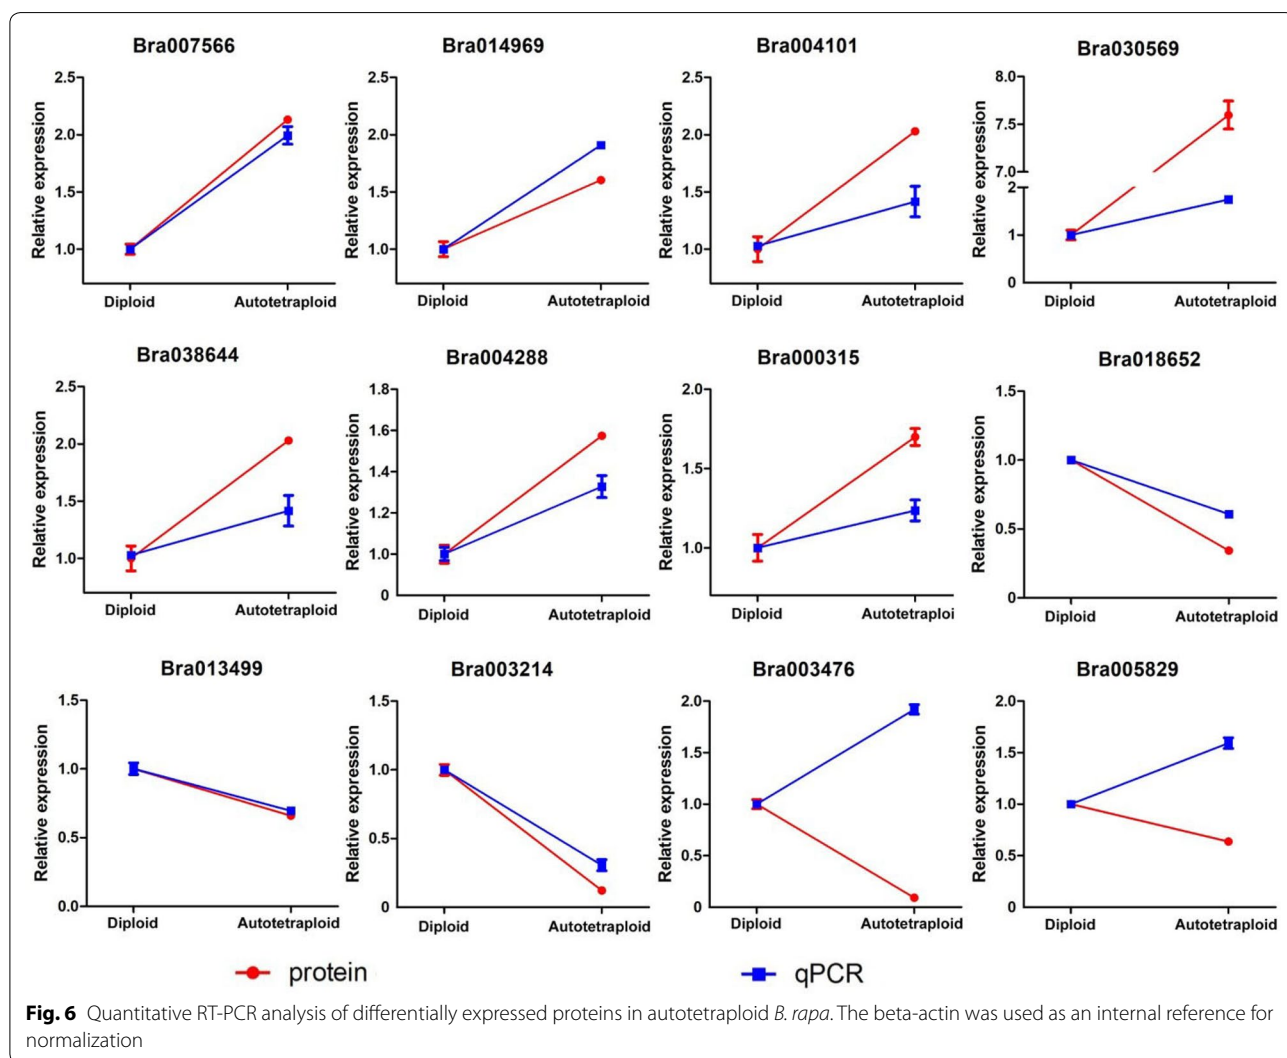 Bra007566
Bra014969
Bra004101
Bra030569
Relative expression
2.5
2.0
1.5
1.0
Diploid
Autotetraploid
Relative expression
2.5
2.0
1.5
1.0
Diploid
Autotetraploid
Relative expression
2.5
2.0
1.5
1.0
Diploid
Autotetraploid
Relative expression
8.0
7.5
7.0
2
1
0
Diploid
Autotetraploid
Bra038644
Bra004288
Bra000315
Bra018652
Relative expression
2.5
2.0
1.5
1.0
Diploid
Autotetraploid
Relative expression
1.8
1.6
1.4
1.2
1.0
0
Diploid
Autotetraploid
Relative expression
2.0
1.5
1.0
Diploid
Autotetraploi
Relative expression
1.5
1.0
0.5
0
Diploid
Autotetraploid
Bra013499
Bra003214
Bra003476
Bra005829
Relative expression
1.5
1.0
0.5
0.0
Diploid
Autotetraploid
Relative expression
1.5
1.0
0.5
0
Diploid
Autotetraploid
Relative expression
2.0
1.5
1.0
0.5
0
Diploid
Autotetraploid
Relative expression
2.0
1.5
1.0
0.5
0
Diploid
Autotetraploid
protein
qPCR
Fig. 6 Quantitative RT-PCR analysis of differentially expressed proteins in autotetraploid B. rapa. The beta-actin was used as an internal reference for
normalization